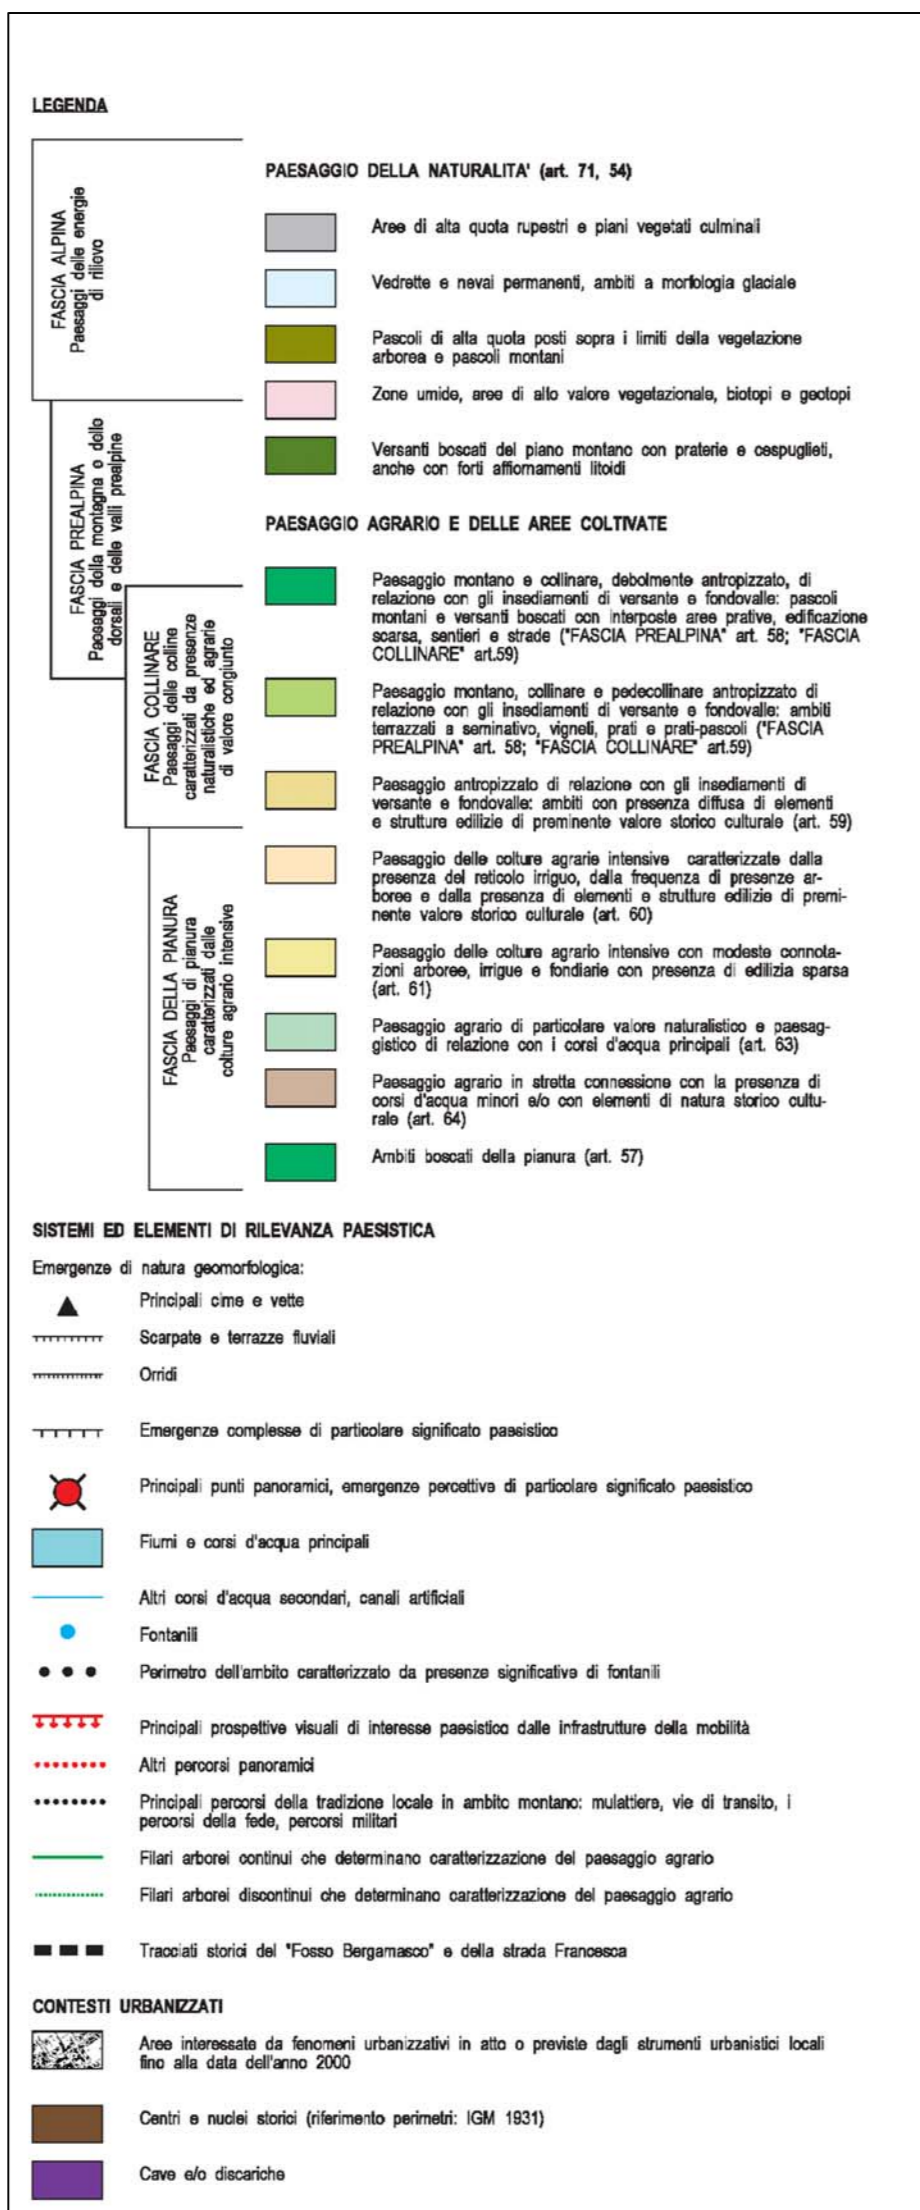 LEGENDA
FASCIA ALPINA
Paesaggi delle energie
di rilievo
PAESAGGIO DELLA NATURALITA' (art. 71, 54)
Aree di alta quota rupestri e piani vegetati culminali
Vedrette e nevai permanenti, ambiti a morfologia glaciale
Pascoli di alta quota posti sopra i limiti della vegetazione
arborea e pascoli montani
Zone umide, aree di alto valore vegetazionale, biotopi e geotopi
Versanti boscati del piano montano con praterie e cespuglieti,
anche con forti affiornamenti litoidi
FASCIA PREALPINA
Paesaggi della montagna e delle
dorsali e delle valli prealpine
PAESAGGIO AGRARIO E DELLE AREE COLTIVATE
Paesaggio montano e collinare, debolmente antropizzato, di
relazione con gli insediamenti di versante e fondovalle: pascoli
montani e versanti boscati con interposte aree prative, edificazione
scarsa, sentieri e strade ("FASCIA PREALPINA" art. 58; "FASCIA
COLLINARE" art.59)
FASCIA COLLINARE
Paesaggi delle colline
caratterizzati da presenze
naturalistiche ed agrarie
di valore congiunto
Paesaggio montano, collinare e pedecollinare antropizzato di
relazione con gli insediamenti di versante e fondovalle: ambiti
terrazzati a seminativo, vigneti, prati e prati-pascoli ("FASCIA
PREALPINA" art. 58; "FASCIA COLLINARE" art.59)
Paesaggio antropizzato di relazione con gli insediamenti di
versante e fondovalle: ambiti con presenza diffusa di elementi
e strutture edilizie di preminente valore storico culturale (art. 59)
FASCIA DELLA PIANURA
Paesaggi di pianura
caratterizzati dalle
colture agrarie intensive
Paesaggio delle colture agrarie intensive caratterizzate dalla
presenza del reticolo irriguo, dalla frequenza di presenze ar-
boree e dalla presenza di elementi e strutture edilizie di premi-
nente valore storico culturale (art. 60)
Paesaggio delle colture agrarie intensive con modeste connota-
zioni arboree, irrigue e fondiarie con presenza di edilizia sparsa
(art. 61)
Paesaggio agrario di particolare valore naturalistico e paesag-
gistico di relazione con i corsi d'acqua principali (art. 63)
Paesaggio agrario in stretta connessione con la presenza di
corsi d'acqua minori e/o con elementi di natura storico cultu-
rale (art. 64)
Ambiti boscati della pianura (art. 57)
SISTEMI ED ELEMENTI DI RILEVANZA PAESISTICA
Emergenze di natura geomorfologica:
Principali cime e vette
Scarpate e terrazze fluviali
Orridi
Emergenze complesse di particolare significato paesistico
Principali punti panoramici, emergenze percettive di particolare significato paesistico
Fiumi e corsi d'acqua principali
Altri corsi d'acqua secondari, canali artificiali
Fontanili
Perimetro dell'ambito caratterizzato da presenze significative di fontanili
Principali prospettive visuali di interesse paesistico dalle infrastrutture della mobilità
Altri percorsi panoramici
Principali percorsi della tradizione locale in ambito montano: mulattiere, vie di transito, i
percorsi della fede, percorsi militari
Filari arborei continui che determinano caratterizzazione del paesaggio agrario
Filari arborei discontinui che determinano caratterizzazione del paesaggio agrario
Tracciati storici del "Fosso Bergamasco" e della strada Francesca
CONTESTI URBANIZZATI
Aree interessate da fenomeni urbanizzativi in atto o previste dagli strumenti urbanistici locali
fino alla data dell'anno 2000
Centri e nuclei storici (riferimento perimetri: IGM 1931)
Cave e/o discariche